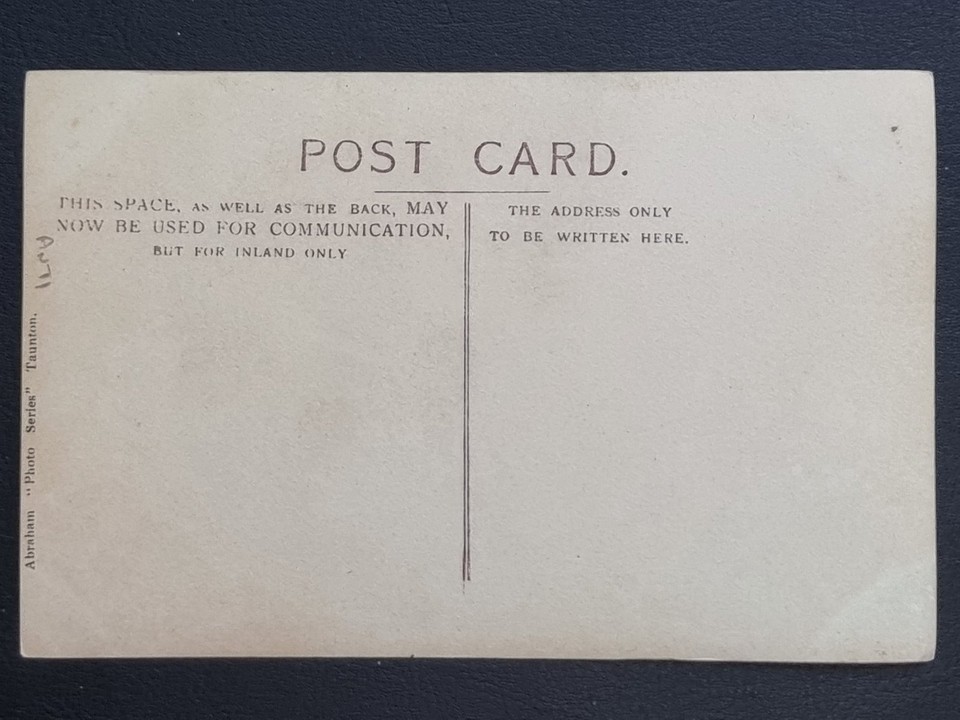 POST CARD.
THIS SPACE, AS WELL AS THE BACK, MAY
NOW BE USED FOR COMMUNICATION,
BUT FOR INLAND ONLY
THE ADDRESS ONLY
TO BE WRITTEN HERE.
Abraham "Photo Series" Taunton.